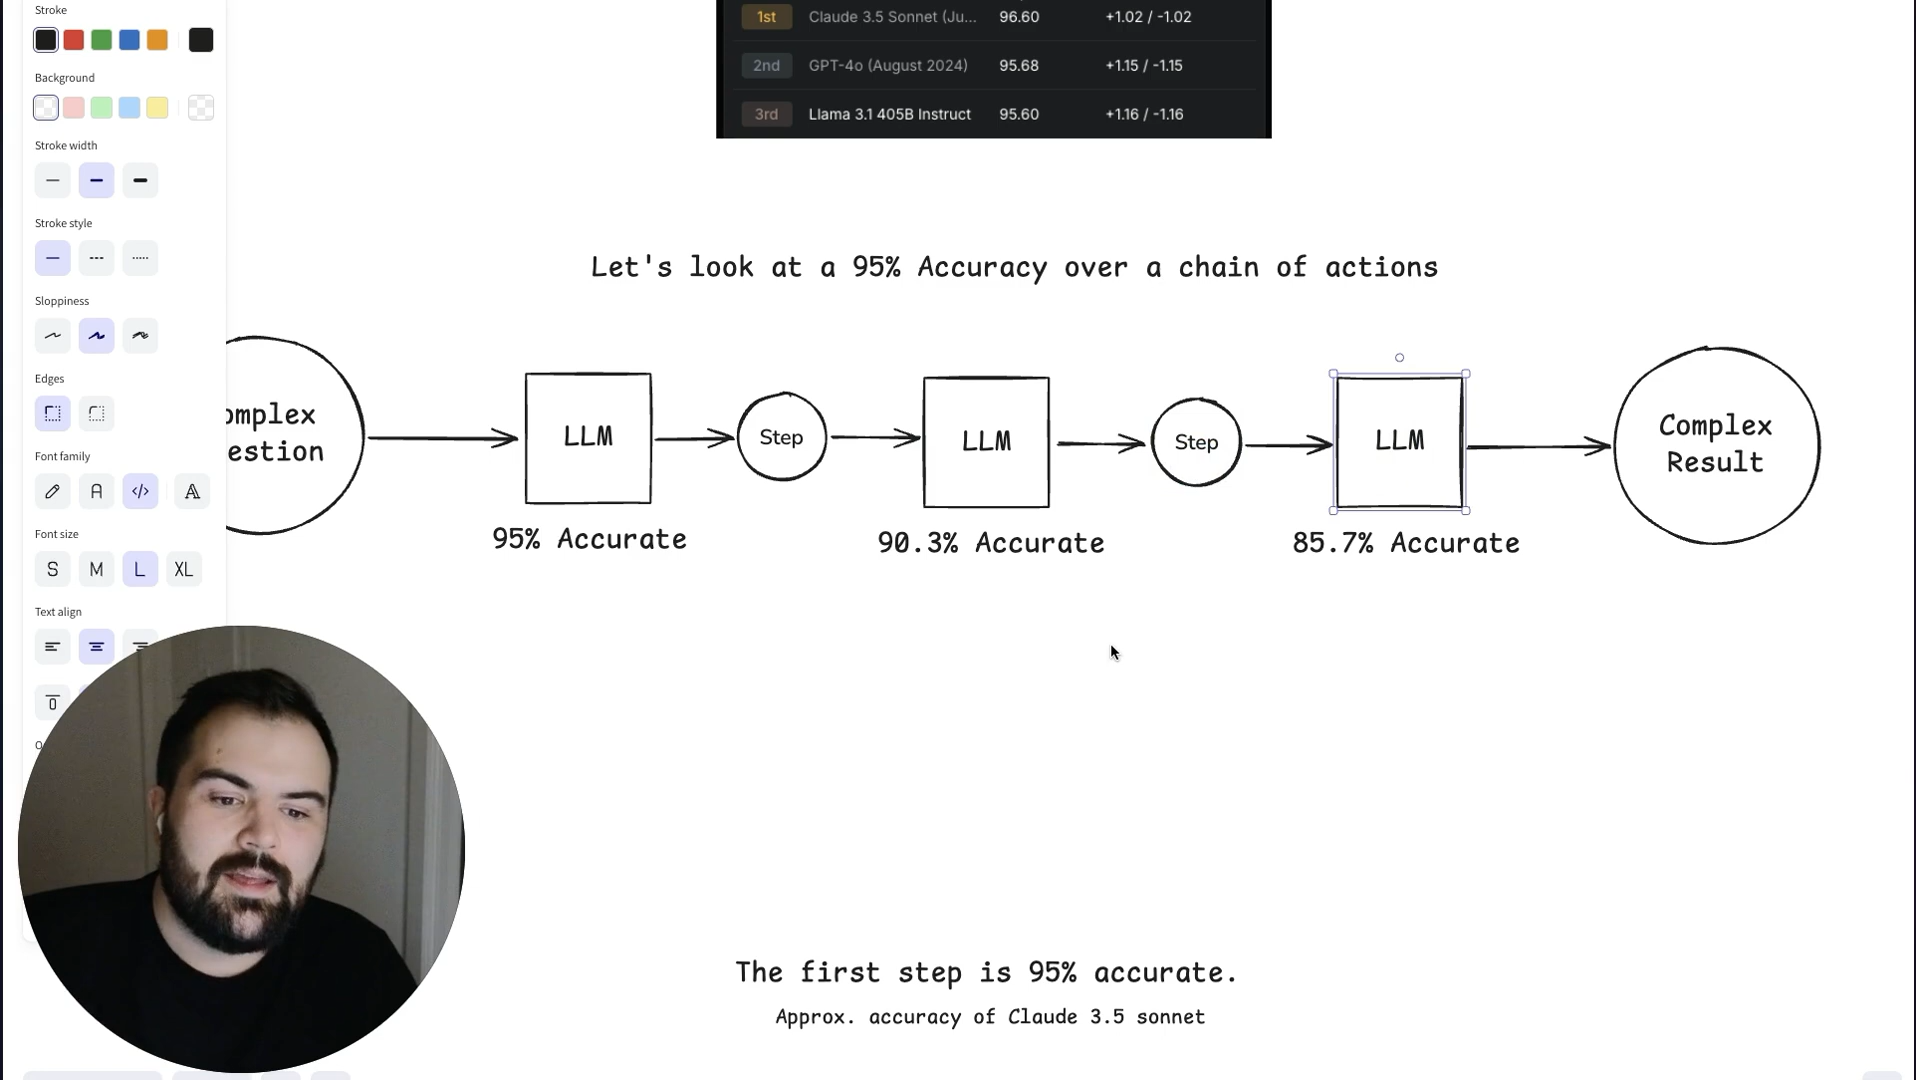 Stroke
Background
Stroke width
Stroke style
Sloppiness
Edges
Font family
A
</>
A
Font size
S M L XL
Text align
1st Claude 3.5 Sonnet (Ju... 96.60 +1.02 / -1.02
2nd GPT-4o (August 2024) 95.68 +1.15 / -1.15
3rd Llama 3.1 405B Instruct 95.60 +1.16 / -1.16
Let's look at a 95% Accuracy over a chain of actions
omplex
estion
LLM
95% Accurate
Step
LLM
90.3% Accurate
Step
LLM
85.7% Accurate
Complex
Result
The first step is 95% accurate.
Approx. accuracy of Claude 3.5 sonnet